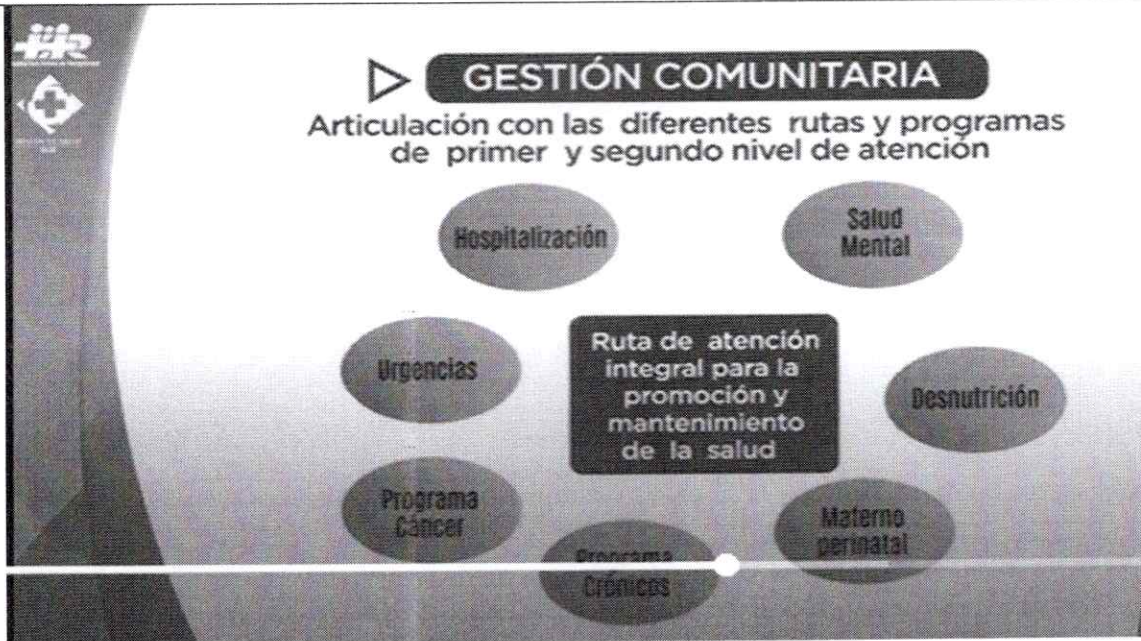 GESTIÓN COMUNITARIA
Articulación con las diferentes rutas y programas
de primer y segundo nivel de atención
Hospitalización
Salud
Mental
Urgencias
Ruta de atención
integral para la
promoción y
mantenimiento
de la salud
Desnutrición
Programa
Cáncer
Materno
perinatal
Programa
Crónicos